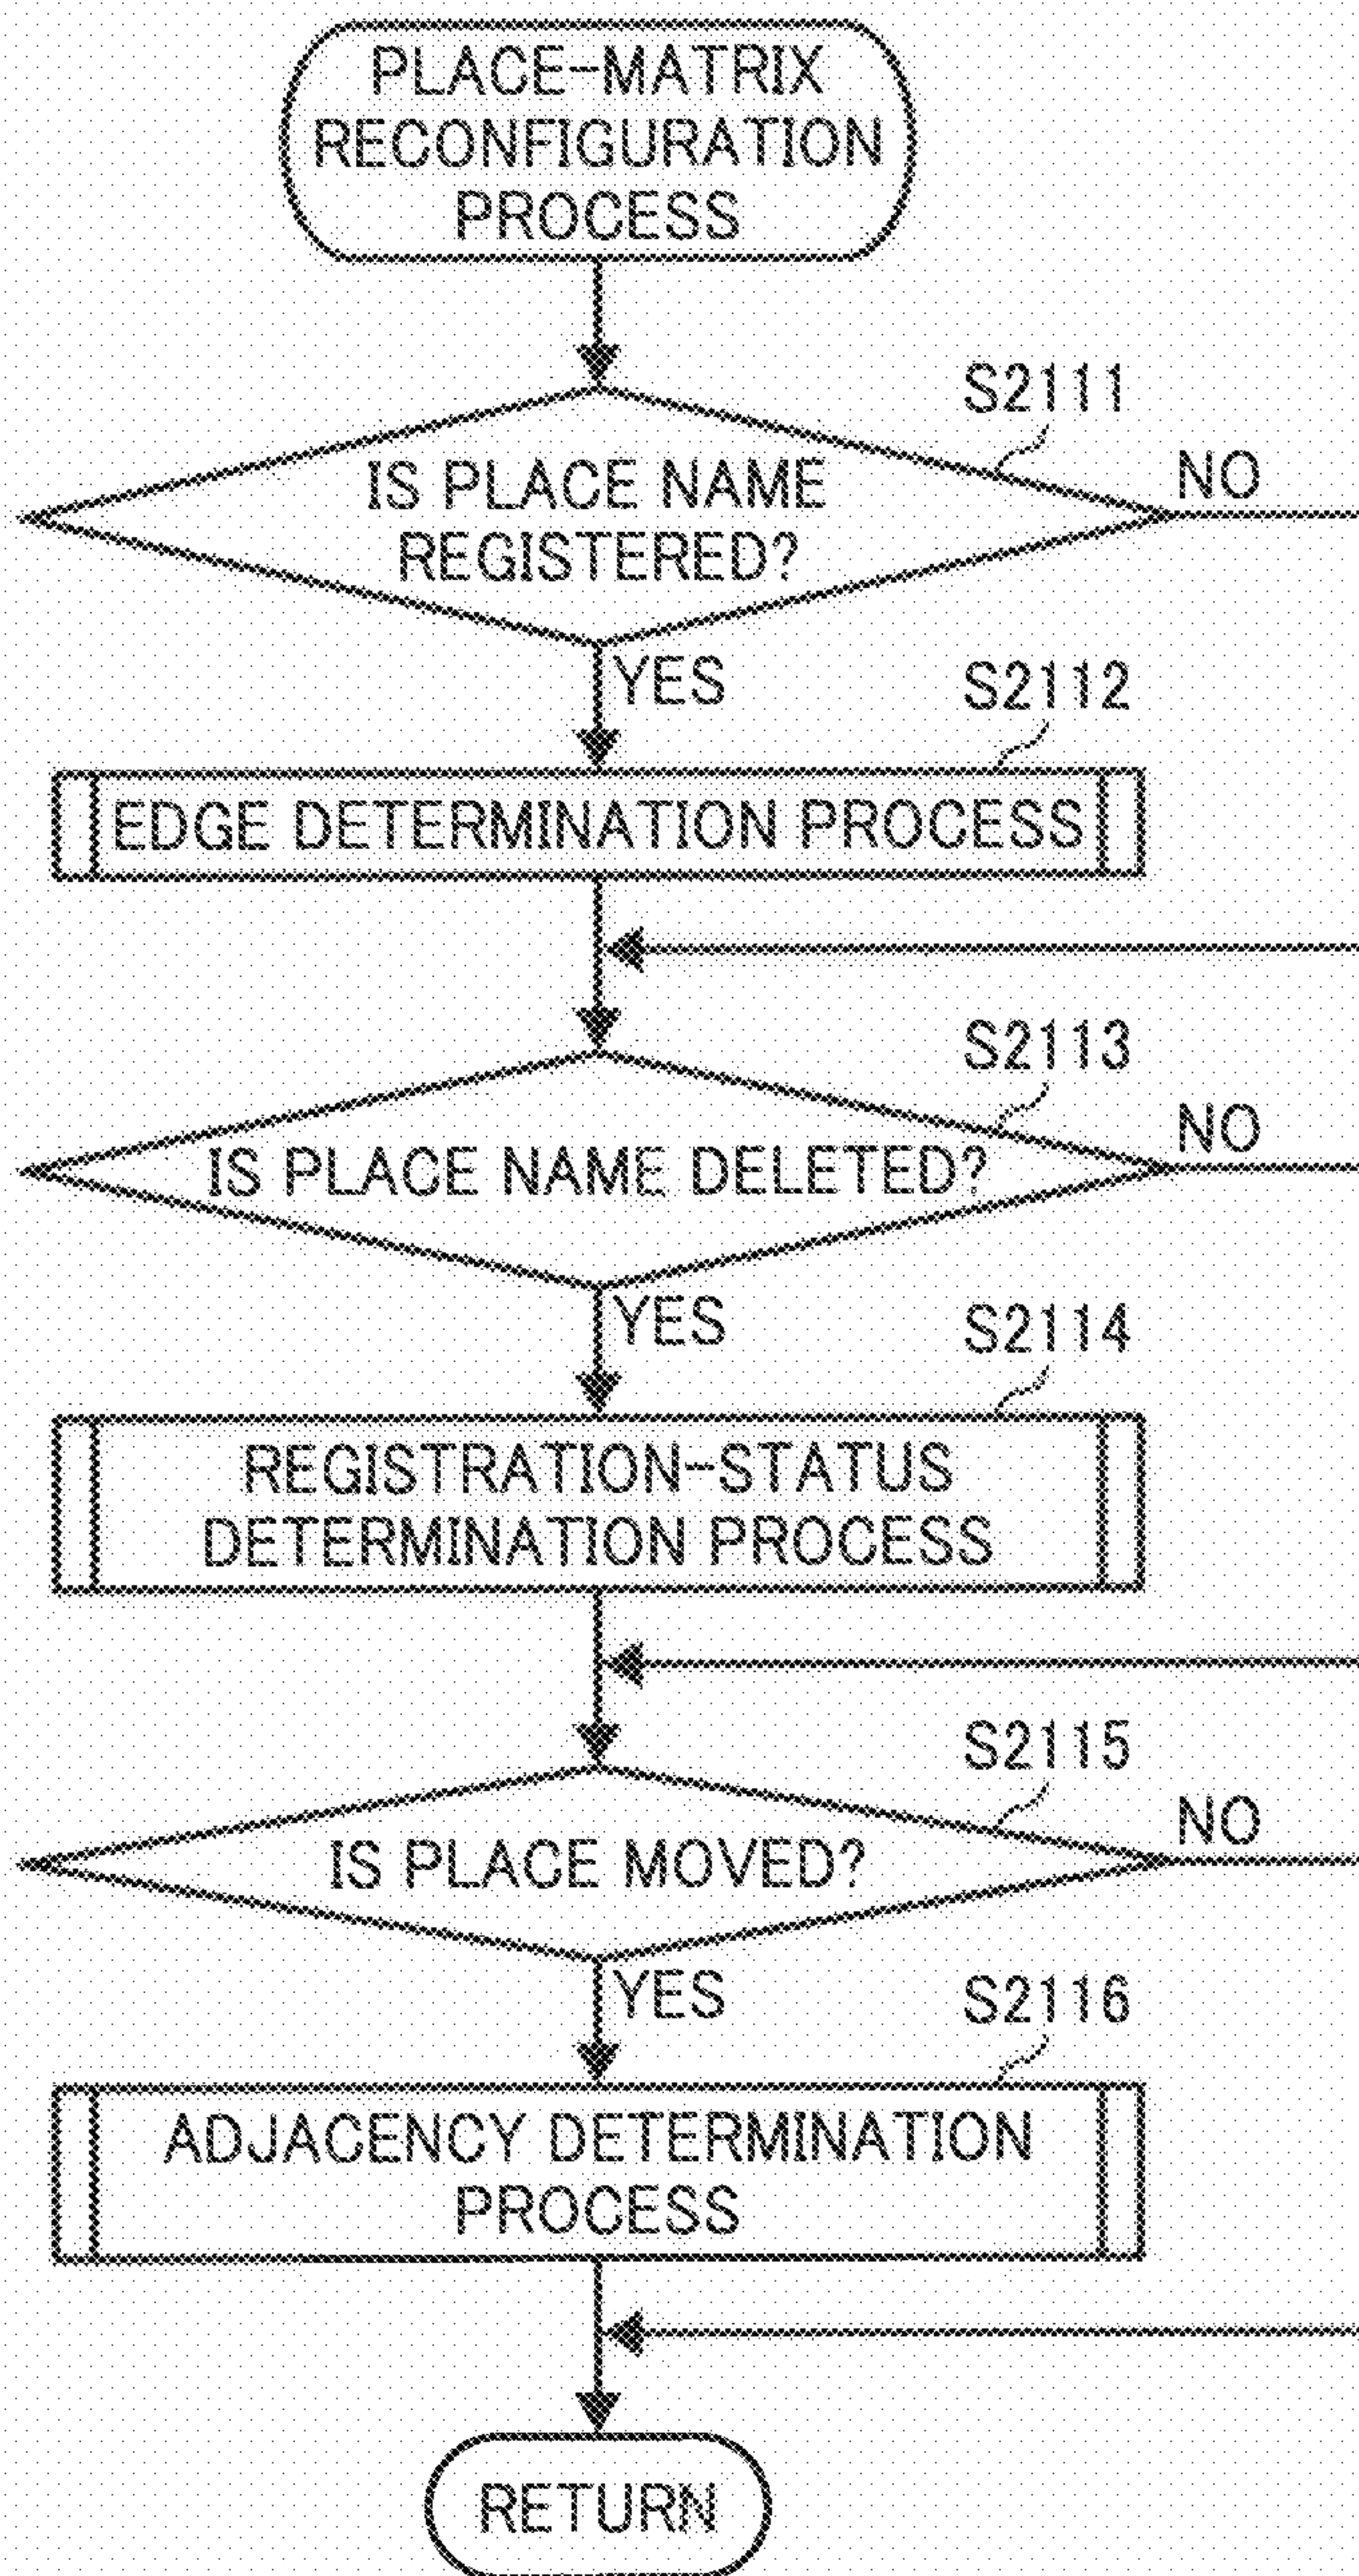 PLACE-MATRIX
RECONFIGURATION
PROCESS
S2111
IS PLACE NAME
REGISTERED?
NO
YES
S2112
EDGE DETERMINATION PROCESS
S2113
IS PLACE NAME DELETED?
NO
YES
S2114
REGISTRATION-STATUS
DETERMINATION PROCESS
S2115
IS PLACE MOVED?
NO
YES
S2116
ADJACENCY DETERMINATION
PROCESS
RETURN